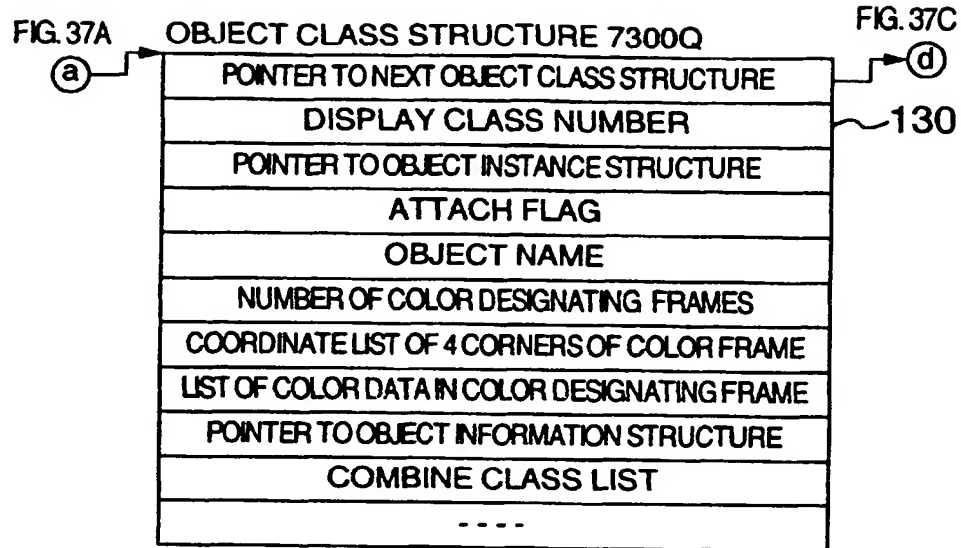 FIG. 37A
OBJECT CLASS STRUCTURE 7300Q
FIG. 37C
a
POINTER TO NEXT OBJECT CLASS STRUCTURE
d
DISPLAY CLASS NUMBER
130
POINTER TO OBJECT INSTANCE STRUCTURE
ATTACH FLAG
OBJECT NAME
NUMBER OF COLOR DESIGNATING FRAMES
COORDINATE LIST OF 4 CORNERS OF COLOR FRAME
LIST OF COLOR DATA IN COLOR DESIGNATING FRAME
POINTER TO OBJECT INFORMATION STRUCTURE
COMBINE CLASS LIST
----